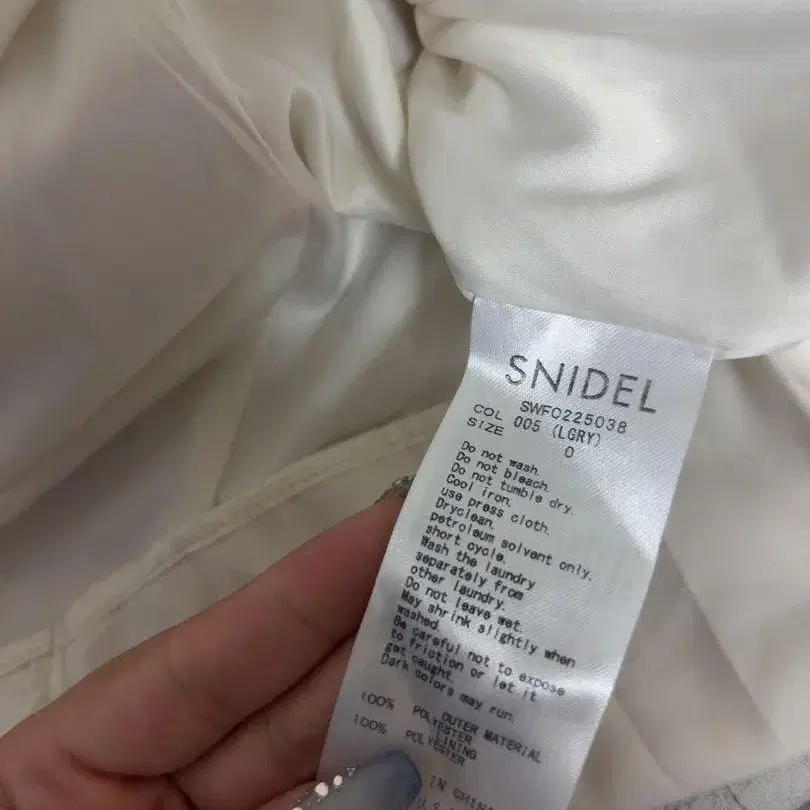 SNIDEL
SWFO225038
COL 005 (LGRY)
SIZE 0
Do not wash.
Do not bleach.
Do not tumble dry.
Cool iron.
use press cloth.
Dryclean.
petroleum solvent only.
short cycle.
Wash the laundry
separately from
other laundry.
Do not leave wet.
May shrink slightly when
washed.
Be careful not to expose
to friction or let it
get caught.
Dark colors may run.
OUTER MATERIAL
100% POLYESTER
LINING
100% POLYESTER
IN CHINA